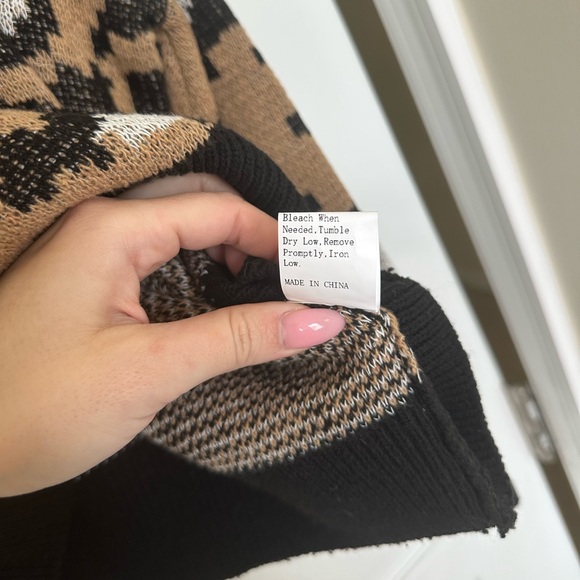 Bleach When
Needed,Tumble
Dry Low,Remove
Promptly,Iron
Low.
MADE IN CHINA